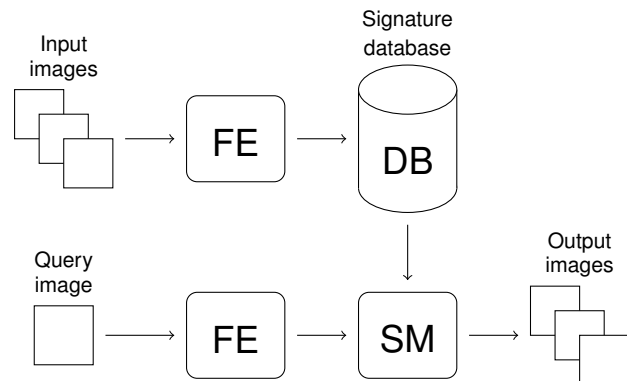 Input
images
FE
Signature
database
DB
Query
image
FE
SM
Output
images